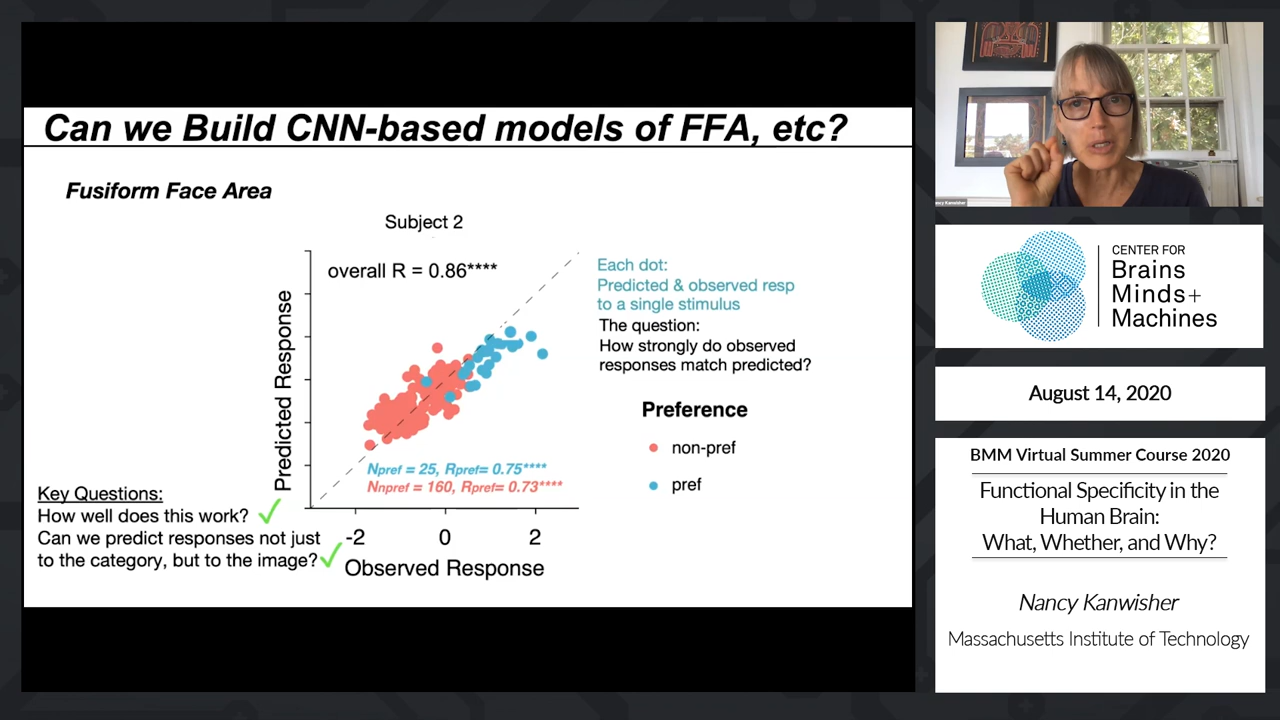 Can we Build CNN-based models of FFA, etc?
Fusiform Face Area
Subject 2
overall R = 0.86****
Each dot:
Predicted & observed resp
to a single stimulus
The question:
How strongly do observed
responses match predicted?
Predicted Response
Preference
non-pref
pref
Npref = 25, Rpref= 0.75****
Nnpref = 160, Rpref= 0.73****
Key Questions:
How well does this work?
Can we predict responses not just
to the category, but to the image?
-2 0 2
Observed Response
Nancy Kanwisher
CENTER FOR
Brains
Minds+
Machines
August 14, 2020
BMM Virtual Summer Course 2020
Functional Specificity in the
Human Brain:
What, Whether, and Why?
Nancy Kanwisher
Massachusetts Institute of Technology